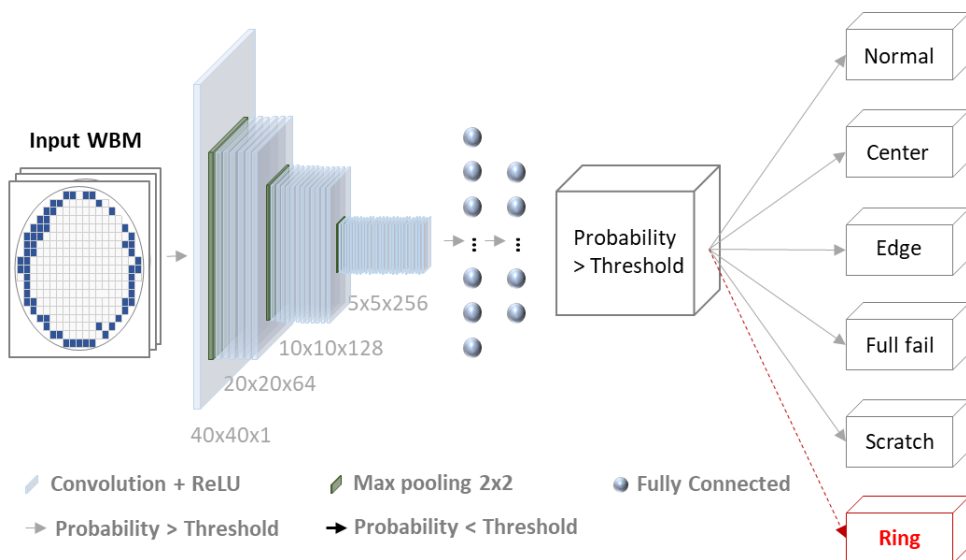 Input WBM
40x40x1
20x20x64
10x10x128
5x5x256
Probability
> Threshold
Normal
Center
Edge
Full fail
Scratch
Ring
Convolution + ReLU
Max pooling 2x2
Fully Connected
Probability > Threshold
Probability < Threshold